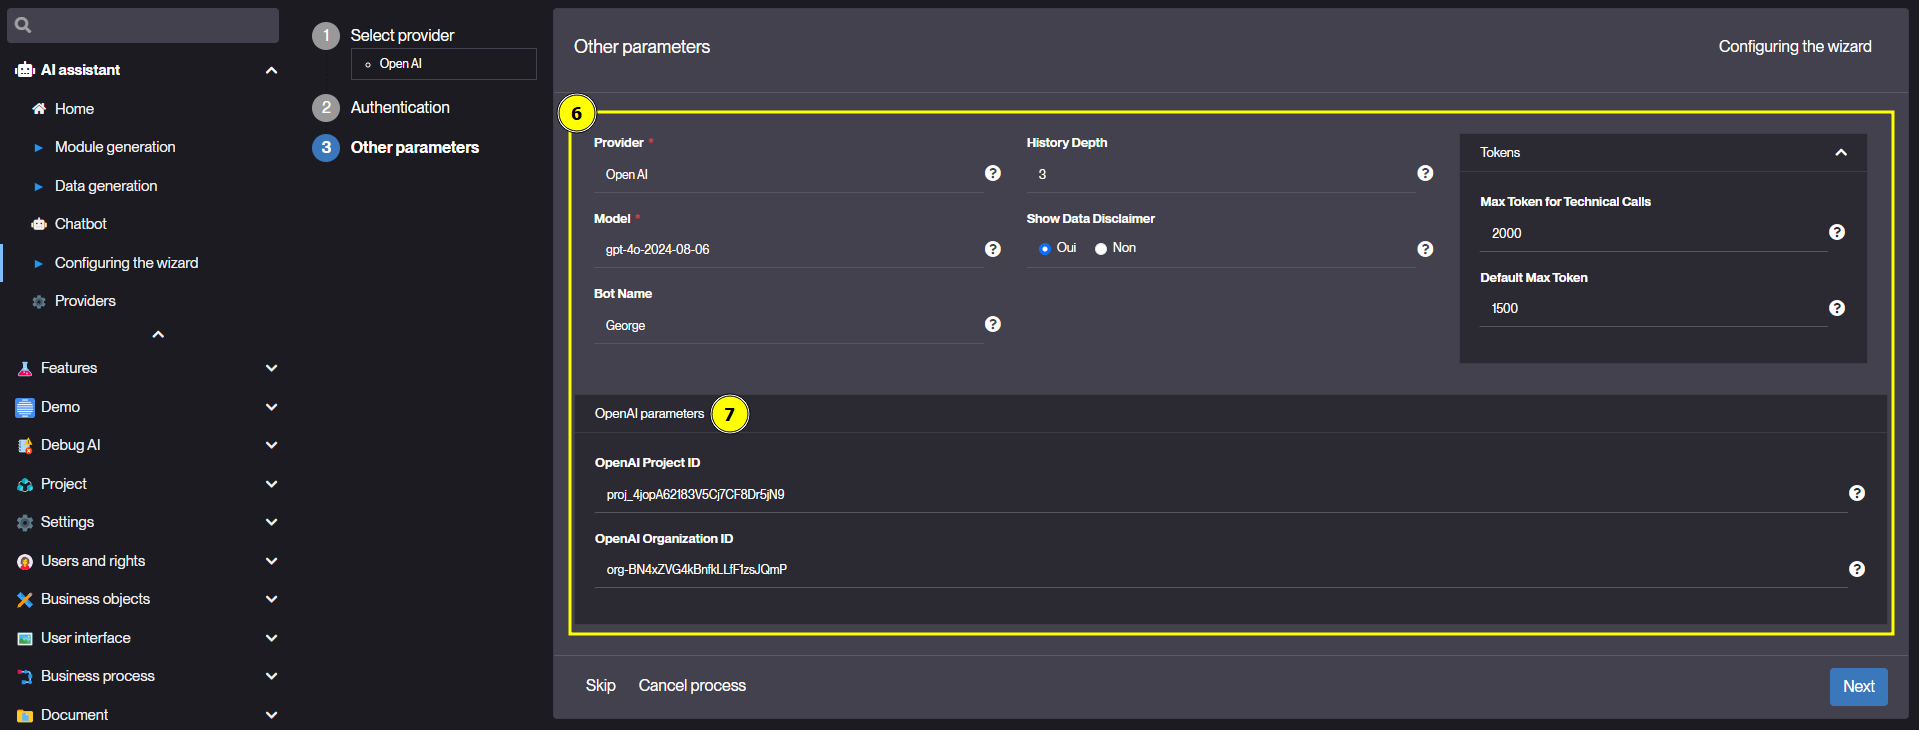 AI assistant
Home
Module generation
Data generation
Chatbot
Configuring the wizard
Providers
Features
Demo
Debug AI
Project
Settings
Users and rights
Business objects
User interface
Business process
Document
1 Select provider
Open AI
2 Authentication
3 Other parameters
Other parameters
Configuring the wizard
6
Provider *
Open AI
Model *
gpt-4o-2024-08-06
Bot Name
George
History Depth
3
Show Data Disclaimer
Oui Non
Tokens
Max Token for Technical Calls
2000
Default Max Token
1500
OpenAI parameters 7
OpenAI Project ID
proj_4jopA62183V5Cj7CF8Dr5jN9
OpenAI Organization ID
org-BN4xZVG4kBnfkLLfF1zsJQmP
Skip Cancel process
Next